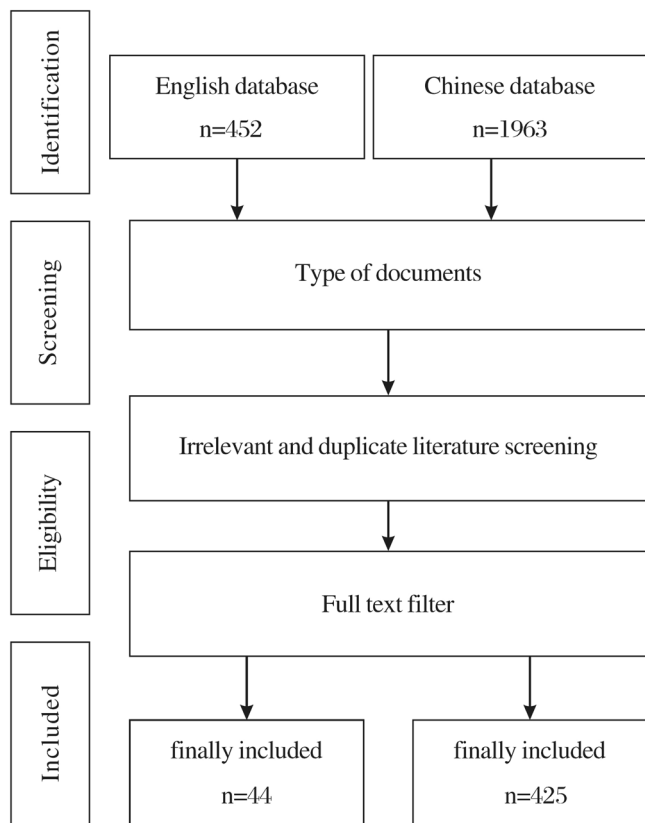 Identification
English database
n=452
Chinese database
n=1963
Screening
Type of documents
Irrelevant and duplicate literature screening
Eligibility
Full text filter
Included
finally included
n=44
finally included
n=425